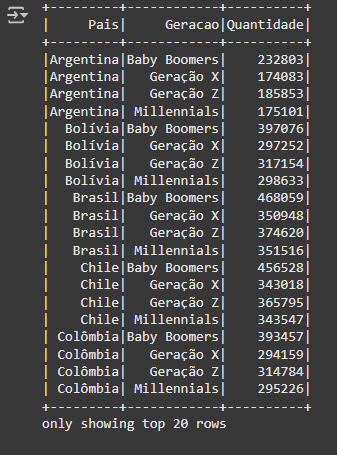 +---------+------------+----------+
|     Pais|     Geracao|Quantidade|
+---------+------------+----------+
|Argentina|Baby Boomers|    232803|
|Argentina|   Geração X|    174083|
|Argentina|   Geração Z|    185853|
|Argentina| Millennials|    175101|
|  Bolívia|Baby Boomers|    397076|
|  Bolívia|   Geração X|    297252|
|  Bolívia|   Geração Z|    317154|
|  Bolívia| Millennials|    298633|
|   Brasil|Baby Boomers|    468059|
|   Brasil|   Geração X|    350948|
|   Brasil|   Geração Z|    374620|
|   Brasil| Millennials|    351516|
|    Chile|Baby Boomers|    456528|
|    Chile|   Geração X|    343018|
|    Chile|   Geração Z|    365795|
|    Chile| Millennials|    343547|
| Colômbia|Baby Boomers|    393457|
| Colômbia|   Geração X|    294159|
| Colômbia|   Geração Z|    314784|
| Colômbia| Millennials|    295226|
+---------+------------+----------+
only showing top 20 rows